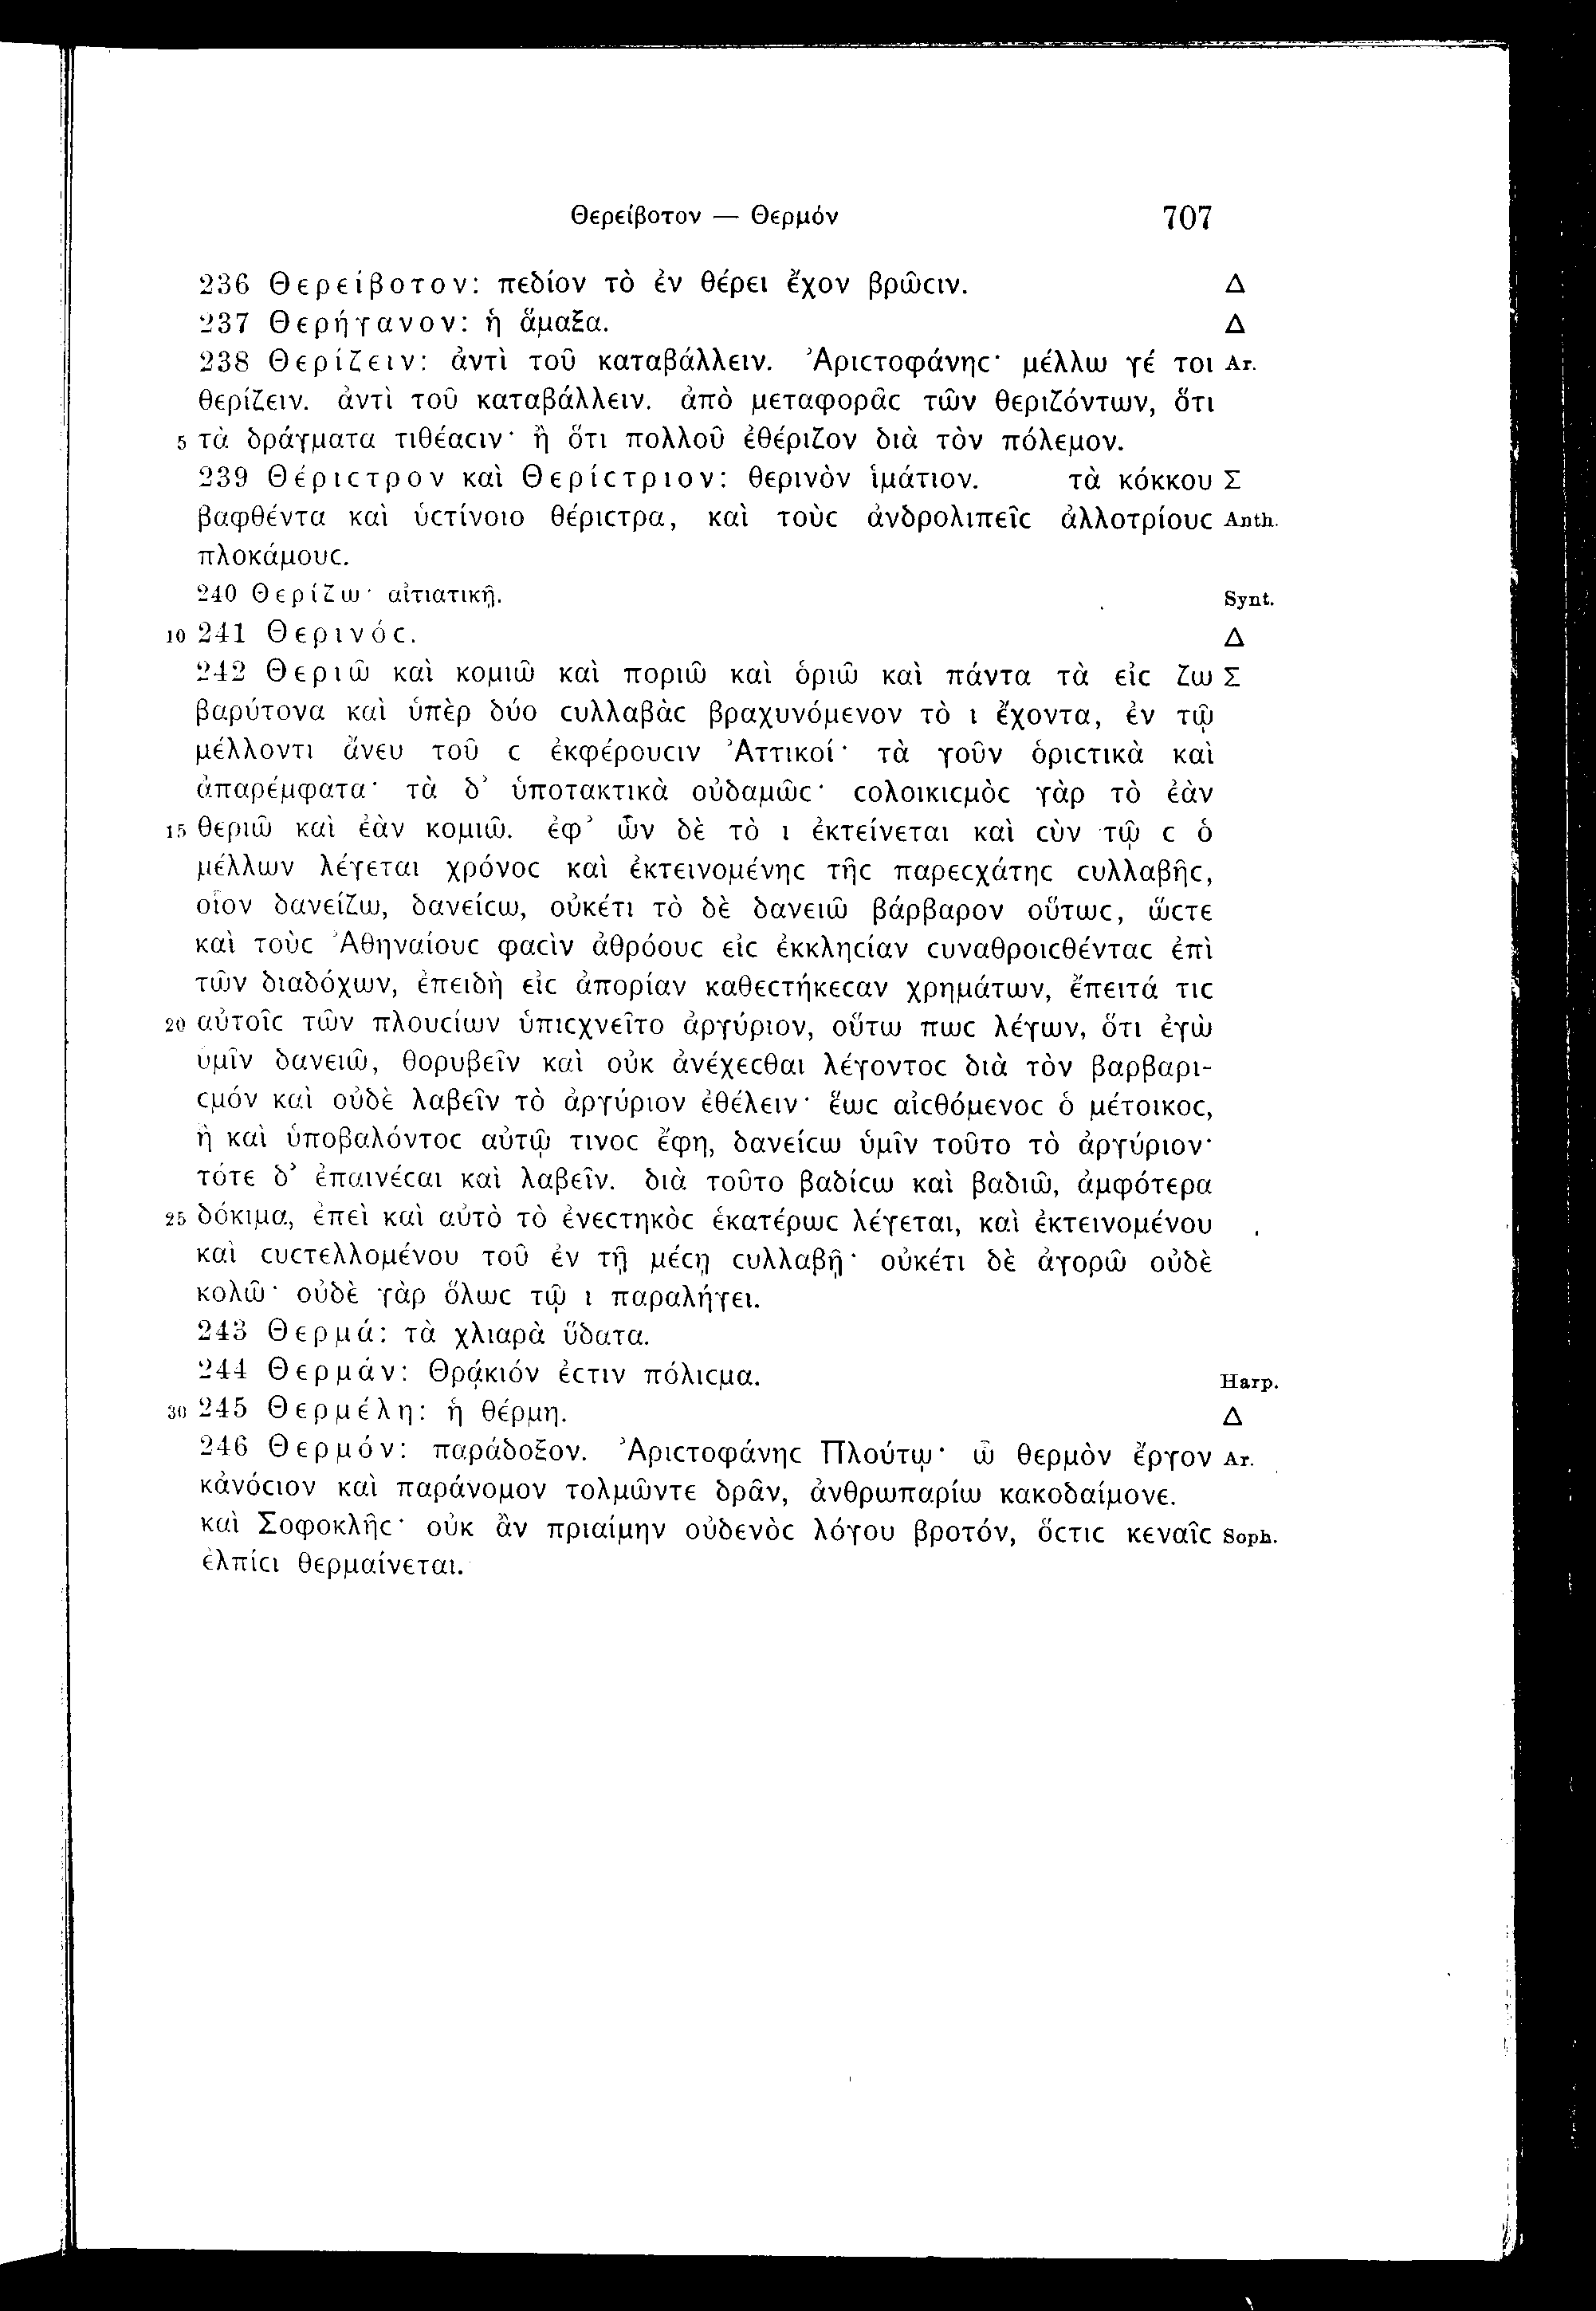 Θερείβοτον — Θερμόν 707
236 Θερείβοτον: πεδίον τὸ ἐν θέρει ἔχον βρῶϲιν. Δ
237 Θερήγανον: ἡ ἅμαξα. Δ
238 Θερίζειν: ἀντὶ τοῦ καταβάλλειν. Ἀριϲτοφάνηϲ· μέλλω γέ τοι Ar.
θερίζειν. ἀντὶ τοῦ καταβάλλειν. ἀπὸ μεταφορᾶϲ τῶν θεριζόντων, ὅτι
5 τὰ δράγματα τιθέαϲιν· ἢ ὅτι πολλοῦ ἐθέριζον διὰ τὸν πόλεμον.
239 Θέριϲτρον καὶ Θερίϲτριον: θερινὸν ἱμάτιον. τὰ κόκκου Σ
βαφθέντα καὶ ὑϲτίνοιο θέριϲτρα, καὶ τοὺϲ ἀνδρολιπεῖϲ ἀλλοτρίουϲ Anth.
πλοκάμουϲ.
240 Θερίζω· αἰτιατικῇ. Synt.
10 241 Θερινόϲ. Δ
242 Θεριῶ καὶ κομιῶ καὶ ποριῶ καὶ ὁριῶ καὶ πάντα τὰ εἰϲ ζω Σ
βαρύτονα καὶ ὑπὲρ δύο ϲυλλαβὰϲ βραχυνόμενον τὸ ι ἔχοντα, ἐν τῷ
μέλλοντι ἄνευ τοῦ ϲ ἐκφέρουϲιν Ἀττικοί· τὰ γοῦν ὁριϲτικὰ καὶ
ἀπαρέμφατα· τὰ δ’ ὑποτακτικὰ οὐδαμῶϲ· ϲολοικιϲμὸϲ γὰρ τὸ ἐὰν
15 θεριῶ καὶ ἐὰν κομιῶ. ἐφ’ ὧν δὲ τὸ ι ἐκτείνεται καὶ ϲὺν τῷ ϲ ὁ
μέλλων λέγεται χρόνοϲ καὶ ἐκτεινομένηϲ τῆϲ παρεϲχάτηϲ ϲυλλαβῆϲ,
οἷον δανείζω, δανείϲω, οὐκέτι τὸ δὲ δανειῶ βάρβαρον οὕτωϲ, ὥϲτε
καὶ τοὺϲ Ἀθηναίουϲ φαϲὶν ἀθρόουϲ εἰϲ ἐκκληϲίαν ϲυναθροιϲθένταϲ ἐπὶ
τῶν διαδόχων, ἐπειδὴ εἰϲ ἀπορίαν καθεϲτήκεϲαν χρημάτων, ἔπειτά τιϲ
20 αὐτοῖϲ τῶν πλουϲίων ὑπιϲχνεῖτο ἀργύριον, οὕτω πωϲ λέγων, ὅτι ἐγὼ
ὑμῖν δανειῶ, θορυβεῖν καὶ οὐκ ἀνέχεϲθαι λέγοντοϲ διὰ τὸν βαρβαρι-
ϲμόν καὶ οὐδὲ λαβεῖν τὸ ἀργύριον ἐθέλειν· ἕωϲ αἰϲθόμενοϲ ὁ μέτοικοϲ,
ἢ καὶ ὑποβαλόντοϲ αὐτῷ τινοϲ ἔφη, δανείϲω ὑμῖν τοῦτο τὸ ἀργύριον·
τότε δ’ ἐπαινέϲαι καὶ λαβεῖν. διὰ τοῦτο βαδίϲω καὶ βαδιῶ, ἀμφότερα
25 δόκιμα, ἐπεὶ καὶ αὐτὸ τὸ ἐνεϲτηκὸϲ ἑκατέρωϲ λέγεται, καὶ ἐκτεινομένου
καὶ ϲυϲτελλομένου τοῦ ἐν τῇ μέϲῃ ϲυλλαβῇ· οὐκέτι δὲ ἀγορῶ οὐδὲ
κολῶ· οὐδὲ γὰρ ὅλωϲ τῷ ι παραλήγει.
243 Θερμά: τὰ χλιαρὰ ὕδατα.
244 Θερμάν: Θρᾴκιόν ἐϲτιν πόλιϲμα. Harp.
30 245 Θερμέλη: ἡ θέρμη. Δ
246 Θερμόν: παράδοξον. Ἀριϲτοφάνηϲ Πλούτῳ· ὦ θερμὸν ἔργον Ar.
κἀνόϲιον καὶ παράνομον τολμῶντε δρᾶν, ἀνθρωπαρίω κακοδαίμονε.
καὶ Σοφοκλῆϲ· οὐκ ἂν πριαίμην οὐδενὸϲ λόγου βροτόν, ὅϲτιϲ κεναῖϲ Soph.
ἐλπίϲι θερμαίνεται.